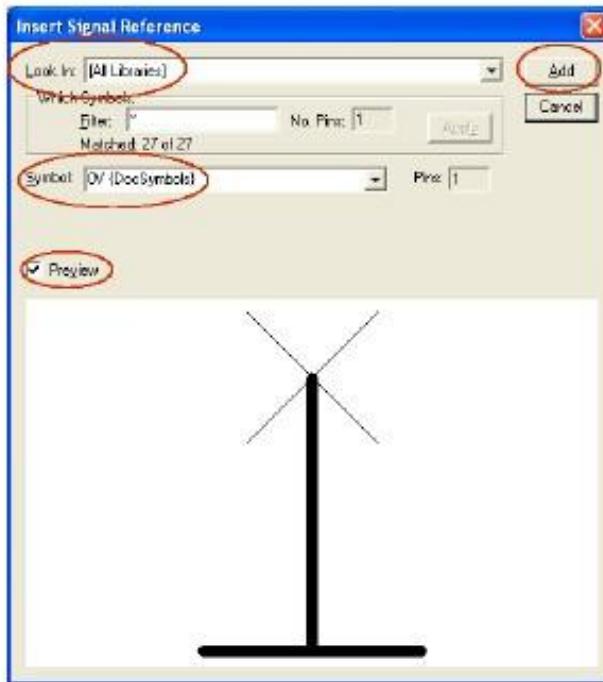 Insert Signal Reference
Look In: [All Libraries]
Add
Which Symbols:
Filter: *
No. Pins: 1
Apply
Cancel
Matched: 27 of 27
Symbol: 0V {DocSymbols}
Pins: 1
Preview